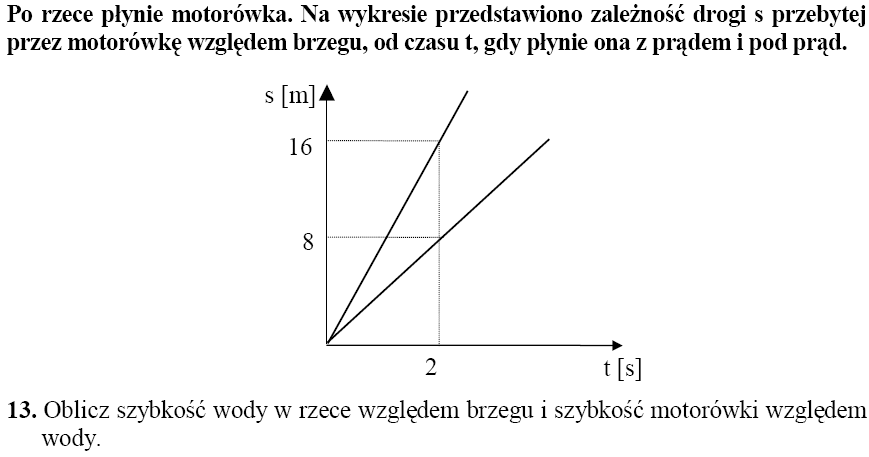 Po rzece płynie motorówka. Na wykresie przedstawiono zależność drogi s przebytej
przez motorówkę względem brzegu, od czasu t, gdy płynie ona z prądem i pod prąd.
s [m]
16
8
2
t [s]
13. Oblicz szybkość wody w rzece względem brzegu i szybkość motorówki względem
wody.